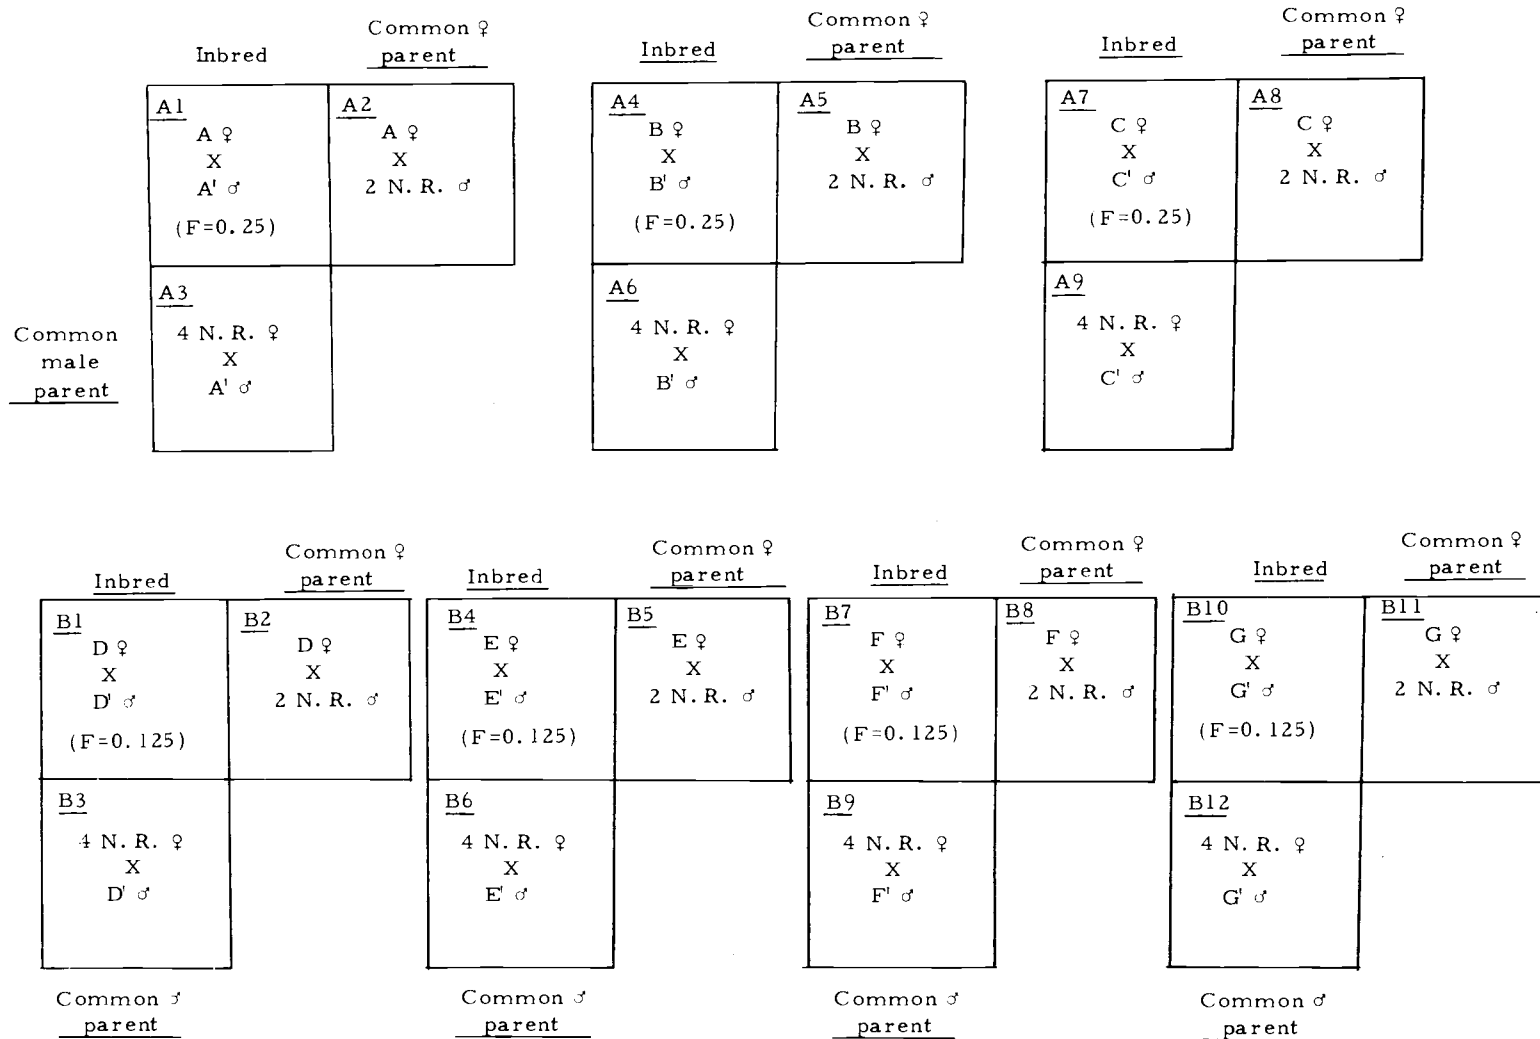 Inbred
Common ♀
parent
Inbred
Common ♀
parent
Inbred
Common ♀
parent
A1
A ♀
X
A' ♂
(F=0.25)
A2
A ♀
X
2 N. R. ♂
A3
4 N. R. ♀
X
A' ♂
Common
male
parent
A4
B ♀
X
B' ♂
(F=0.25)
A5
B ♀
X
2 N. R. ♂
A6
4 N. R. ♀
X
B' ♂
A7
C ♀
X
C' ♂
(F=0.25)
A8
C ♀
X
2 N. R. ♂
A9
4 N. R. ♀
X
C' ♂
Inbred
Common ♀
parent
Inbred
Common ♀
parent
Inbred
Common ♀
parent
Inbred
Common ♀
parent
B1
D ♀
X
D' ♂
(F=0.125)
B2
D ♀
X
2 N. R. ♂
B3
4 N. R. ♀
X
D' ♂
Common ♂
parent
B4
E ♀
X
E' ♂
(F=0.125)
B5
E ♀
X
2 N. R. ♂
B6
4 N. R. ♀
X
E' ♂
Common ♂
parent
B7
F ♀
X
F' ♂
(F=0.125)
B8
F ♀
X
2 N. R. ♂
B9
4 N. R. ♀
X
F' ♂
Common ♂
parent
B10
G ♀
X
G' ♂
(F=0.125)
B11
G ♀
X
2 N. R. ♂
B12
4 N. R. ♀
X
G' ♂
Common ♂
parent